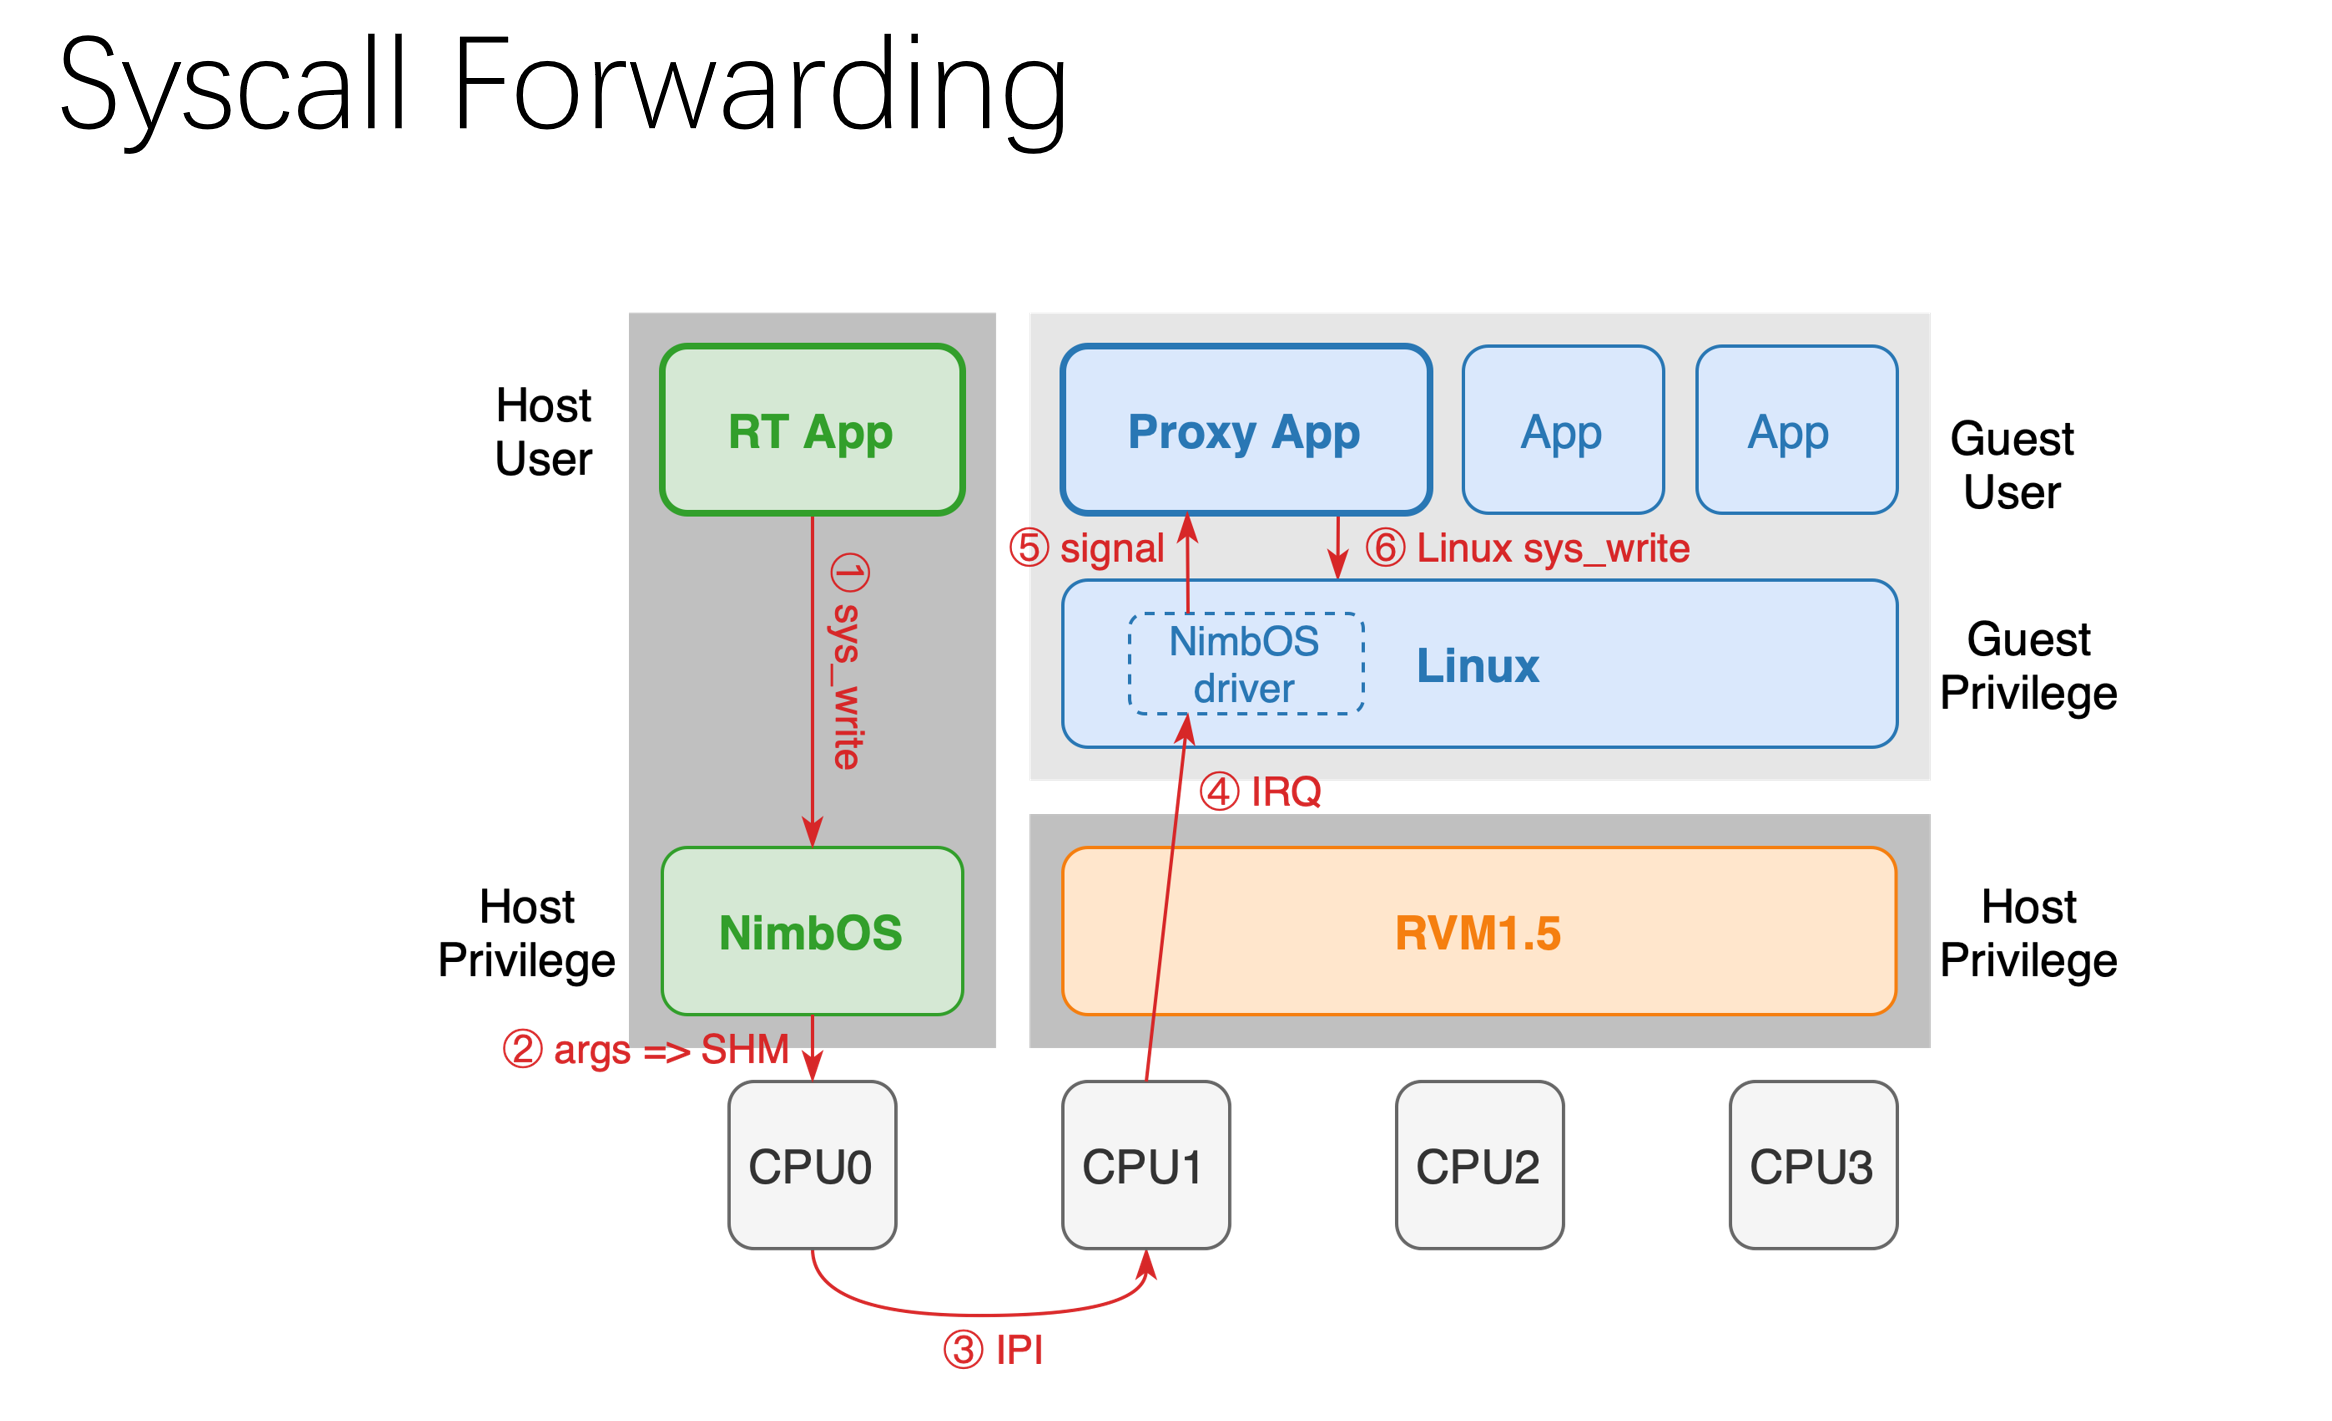 Syscall Forwarding
Host
User
RT App
Proxy App
App
App
Guest
User
① sys_write
⑤ signal
⑥ Linux sys_write
NimbOS
driver
Linux
Guest
Privilege
④ IRQ
Host
Privilege
NimbOS
RVM1.5
Host
Privilege
② args => SHM
CPU0
CPU1
CPU2
CPU3
③ IPI